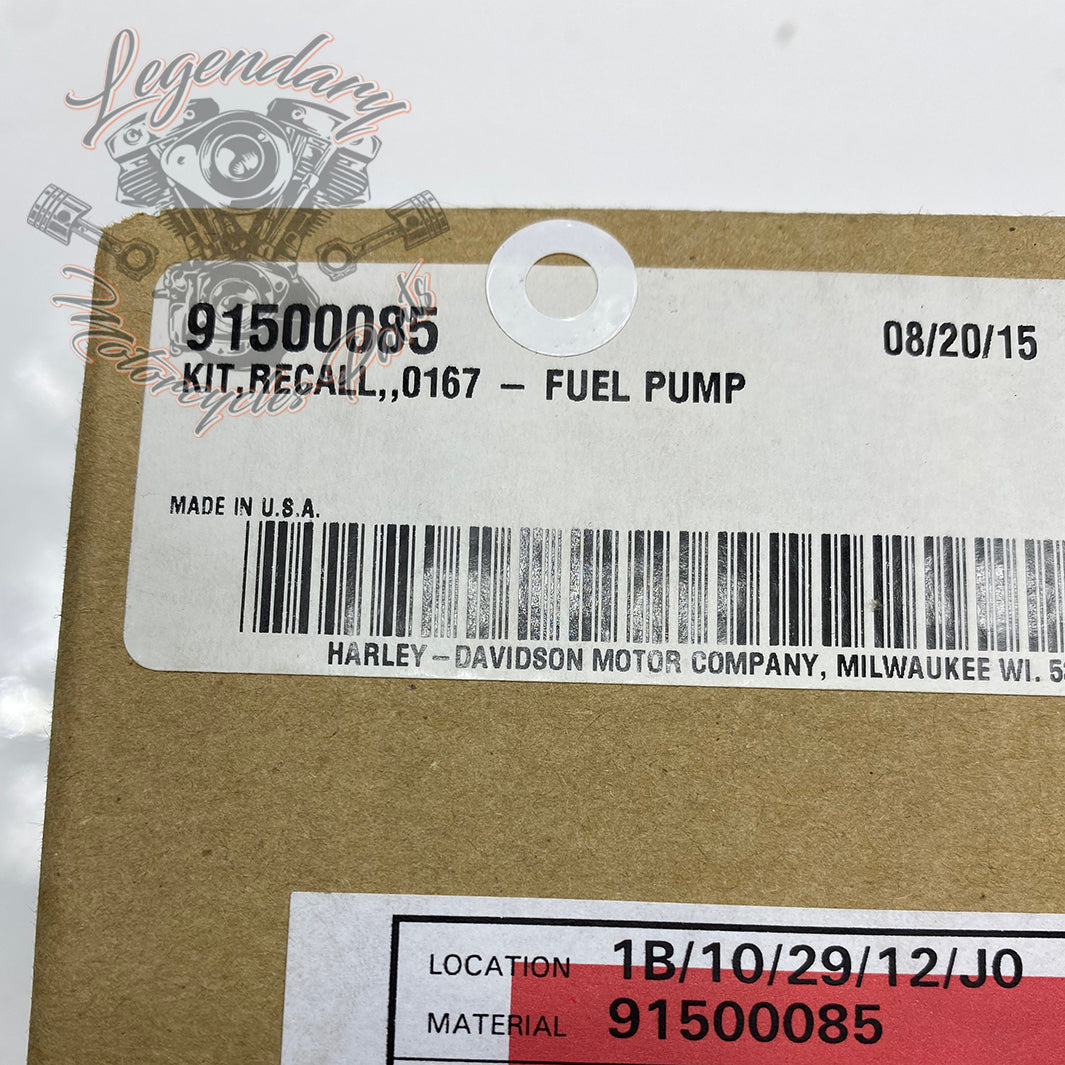 Legendary
Motorcycles Parts
91500085
08/20/15
KIT,RECALL,,0167 – FUEL PUMP
MADE IN U.S.A.
HARLEY–DAVIDSON MOTOR COMPANY, MILWAUKEE WI.
LOCATION 1B/10/29/12/J0
MATERIAL 91500085